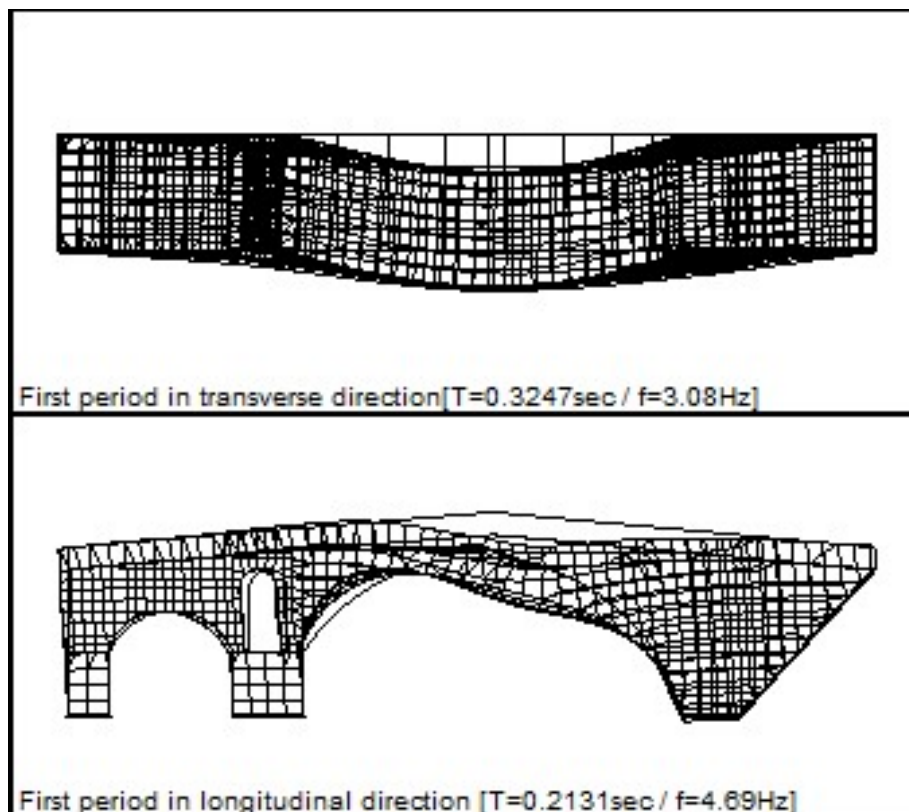 First period in transverse direction[T=0.3247sec / f=3.08Hz]
First period in longitudinal direction [T=0.2131sec / f=4.69Hz]